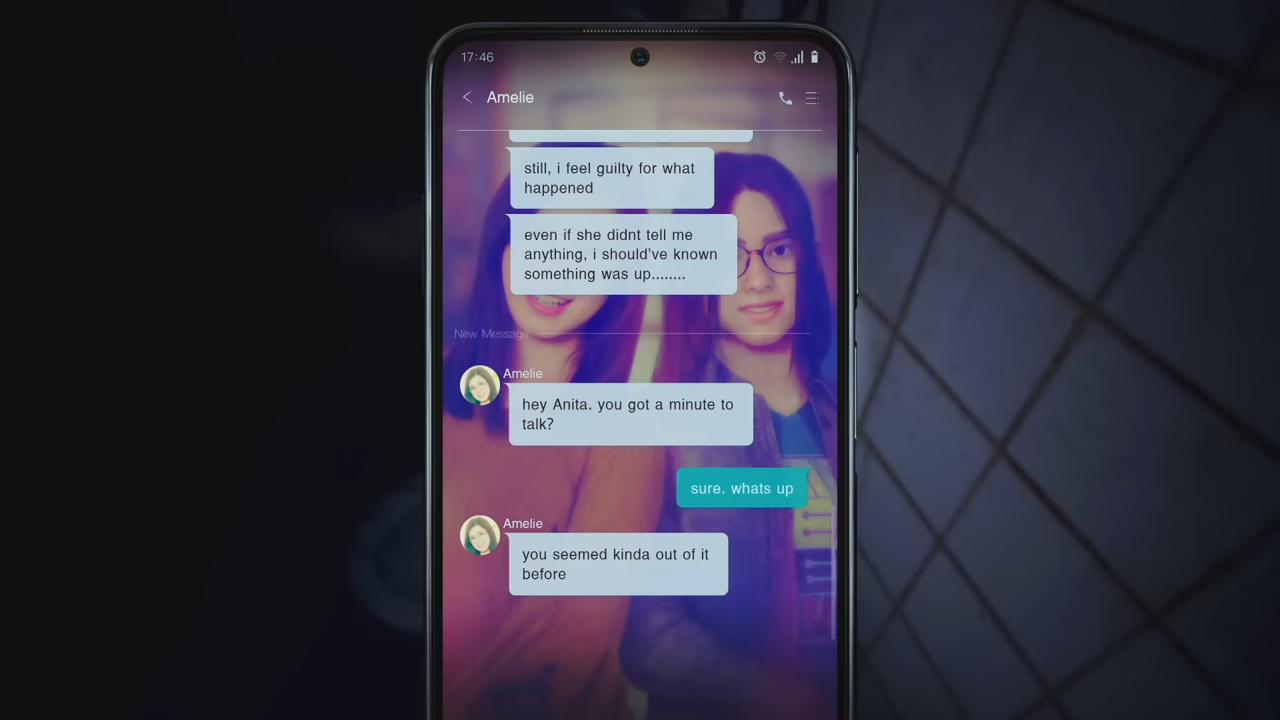 17:46
Amelie
still, i feel guilty for what
happened
even if she didnt tell me
anything, i should've known
something was up........
New Message
Amelie
hey Anita. you got a minute to
talk?
sure. whats up
Amelie
you seemed kinda out of it
before